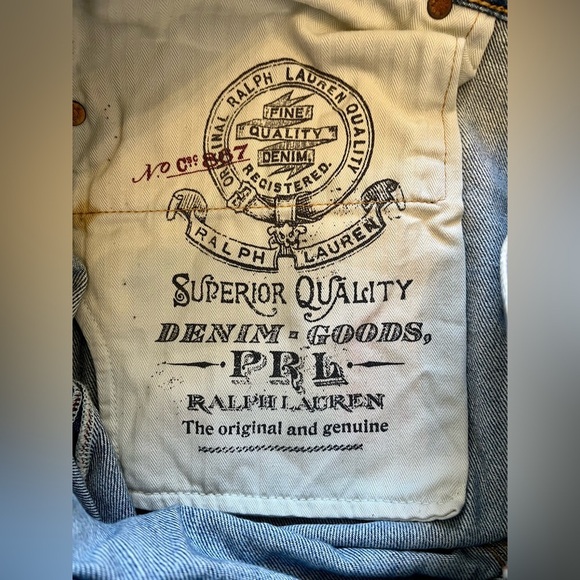 ORIGINAL RALPH LAUREN QUALITY
FINE
QUALITY
DENIM
REGISTERED.
No C390 867
RALPH LAUREN
SUPERIOR QUALITY
DENIM - GOODS,
PRL
RALPH LAUREN
The original and genuine